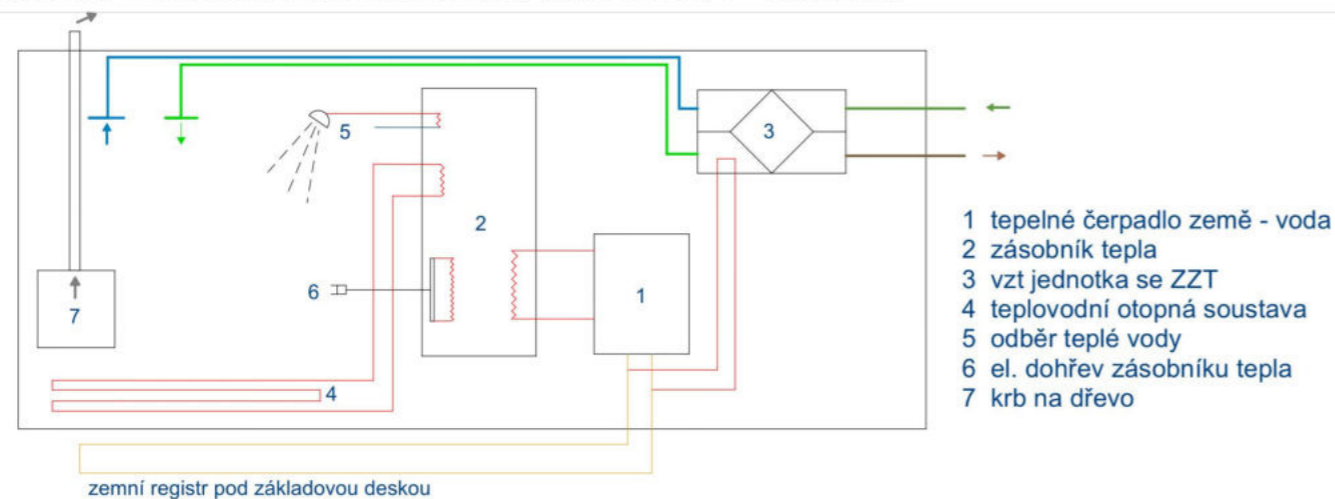 5
3
2
6
1
7
4
1 tepelné čerpadlo země - voda
2 zásobník tepla
3 vzt jednotka se ZZT
4 teplovodní otopná soustava
5 odběr teplé vody
6 el. dohřev zásobníku tepla
7 krb na dřevo
zemní registr pod základovou deskou